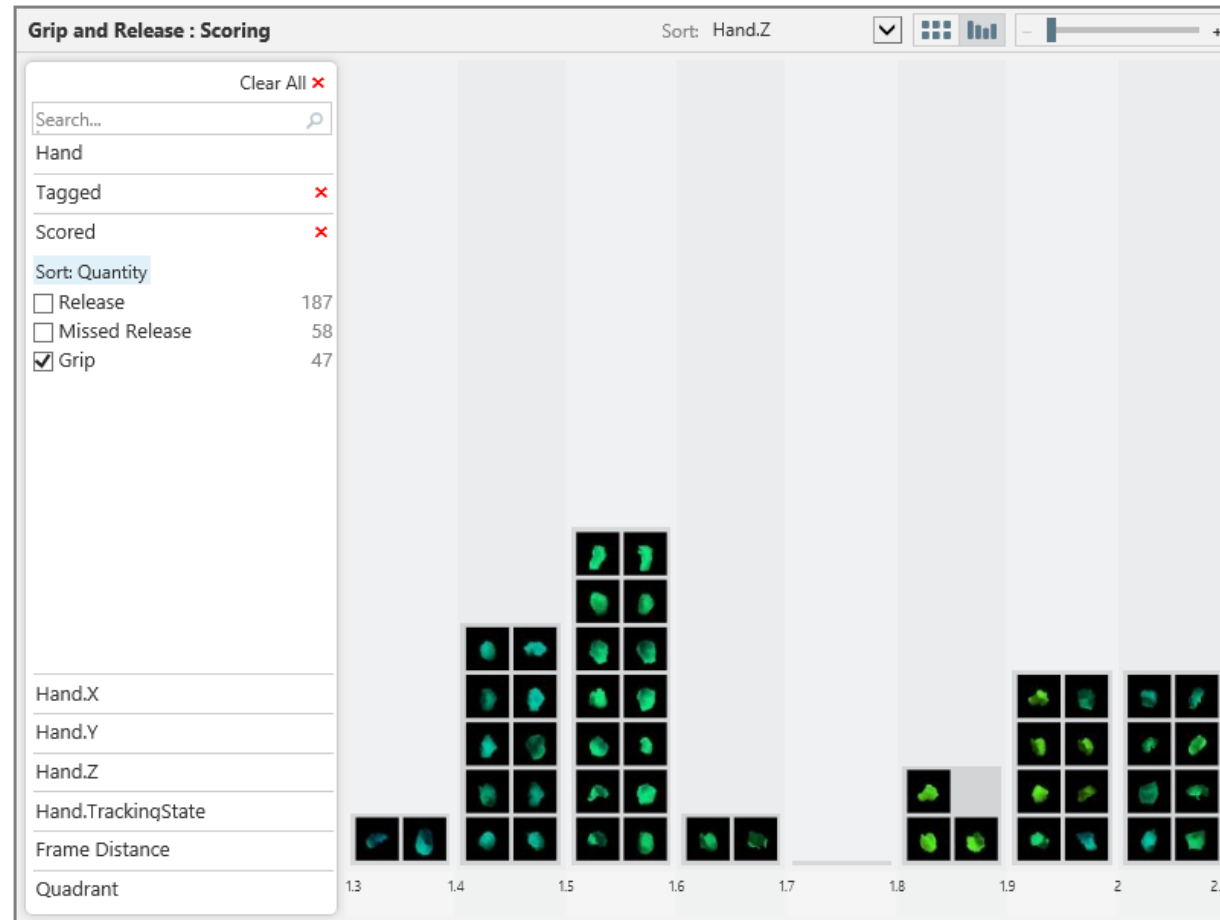 Grip and Release : Scoring
Sort: Hand.Z
Clear All
Search...
Hand
Tagged
Scored
Sort: Quantity
Release 187
Missed Release 58
Grip 47
Hand.X
Hand.Y
Hand.Z
Hand.TrackingState
Frame Distance
Quadrant
1.3 1.4 1.5 1.6 1.7 1.8 1.9 2